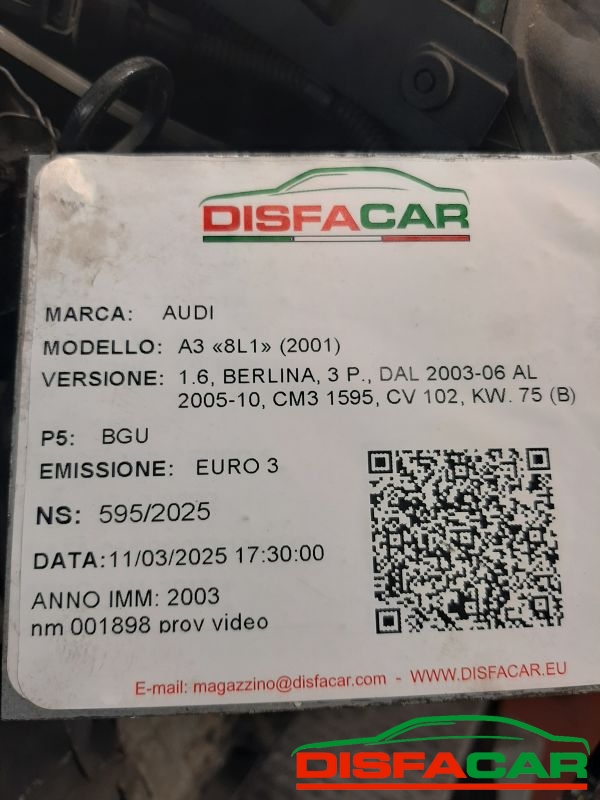 DISFACAR
MARCA: AUDI
MODELLO: A3 «8L1» (2001)
VERSIONE: 1.6, BERLINA, 3 P., DAL 2003-06 AL
2005-10, CM3 1595, CV 102, KW. 75 (B)
P5: BGU
EMISSIONE: EURO 3
NS: 595/2025
DATA:11/03/2025 17:30:00
ANNO IMM: 2003
nm 001898 prov video
E-mail: magazzino@disfacar.com - WWW.DISFACAR.EU
DISFACAR